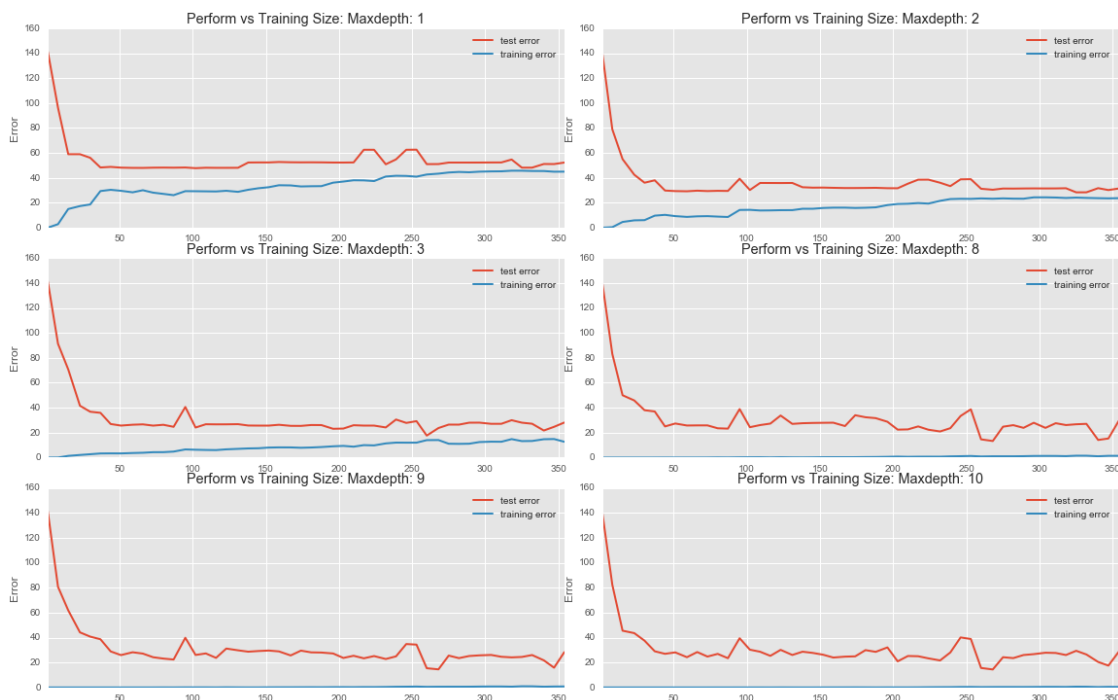 Perform vs Training Size: Maxdepth: 1
160
140
120
100
80
60
40
20
0
Error
test error
training error
50 100 150 200 250 300 350
Perform vs Training Size: Maxdepth: 2
160
140
120
100
80
60
40
20
0
Error
test error
training error
50 100 150 200 250 300 350
Perform vs Training Size: Maxdepth: 3
160
140
120
100
80
60
40
20
0
Error
test error
training error
50 100 150 200 250 300 350
Perform vs Training Size: Maxdepth: 8
160
140
120
100
80
60
40
20
0
Error
test error
training error
50 100 150 200 250 300 350
Perform vs Training Size: Maxdepth: 9
160
140
120
100
80
60
40
20
0
Error
test error
training error
50 100 150 200 250 300 350
Perform vs Training Size: Maxdepth: 10
160
140
120
100
80
60
40
20
0
Error
test error
training error
50 100 150 200 250 300 350